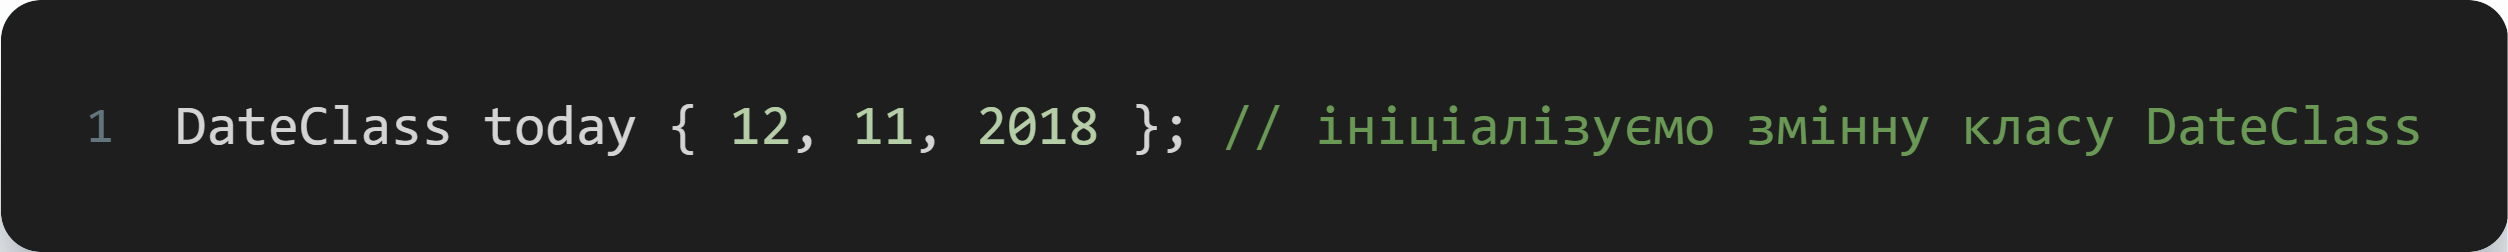 1 DateClass today { 12, 11, 2018 }; // ініціалізуємо змінну класу DateClass